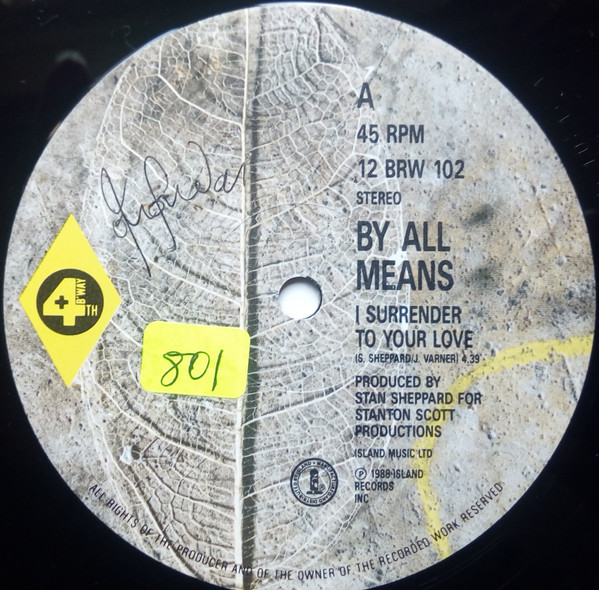 A
45 RPM
12 BRW 102
STEREO
BY ALL
MEANS
I SURRENDER
TO YOUR LOVE
(S. SHEPPARD/J. VARNER) 4.39
PRODUCED BY
STAN SHEPPARD FOR
STANTON SCOTT
PRODUCTIONS
ISLAND MUSIC LTD
℗ 1988 ISLAND
RECORDS
INC
4+
TH
B'WAY
801
ALL RIGHTS OF THE PRODUCER AND OF THE OWNER OF THE RECORDED WORK RESERVED